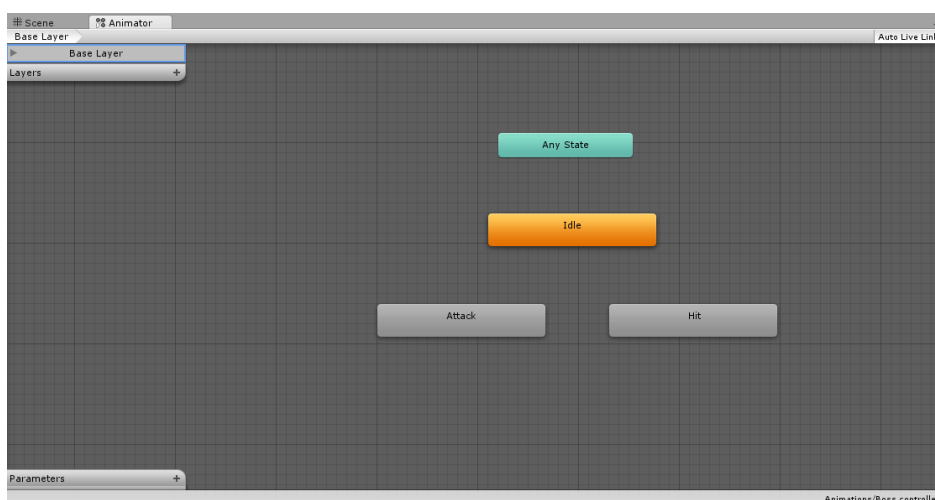 Scene Animator
Base Layer Auto Live Link
Base Layer
Layers +
Any State
Idle
Attack Hit
Parameters +
Animations/Boss.controlle